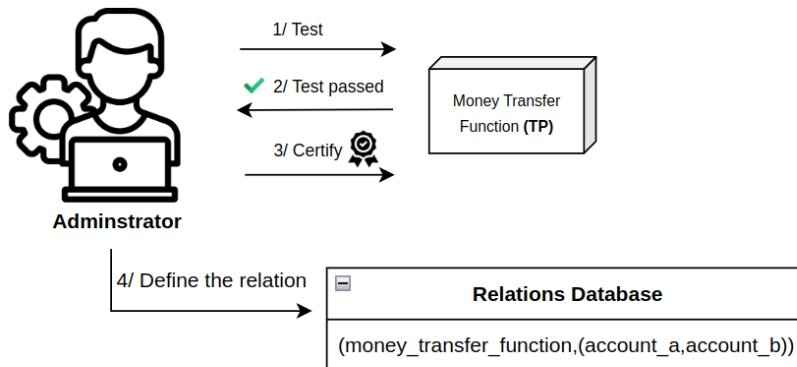 1/ Test
2/ Test passed
3/ Certify
Money Transfer
Function (TP)
Adminstrator
4/ Define the relation
Relations Database
(money_transfer_function,(account_a,account_b))